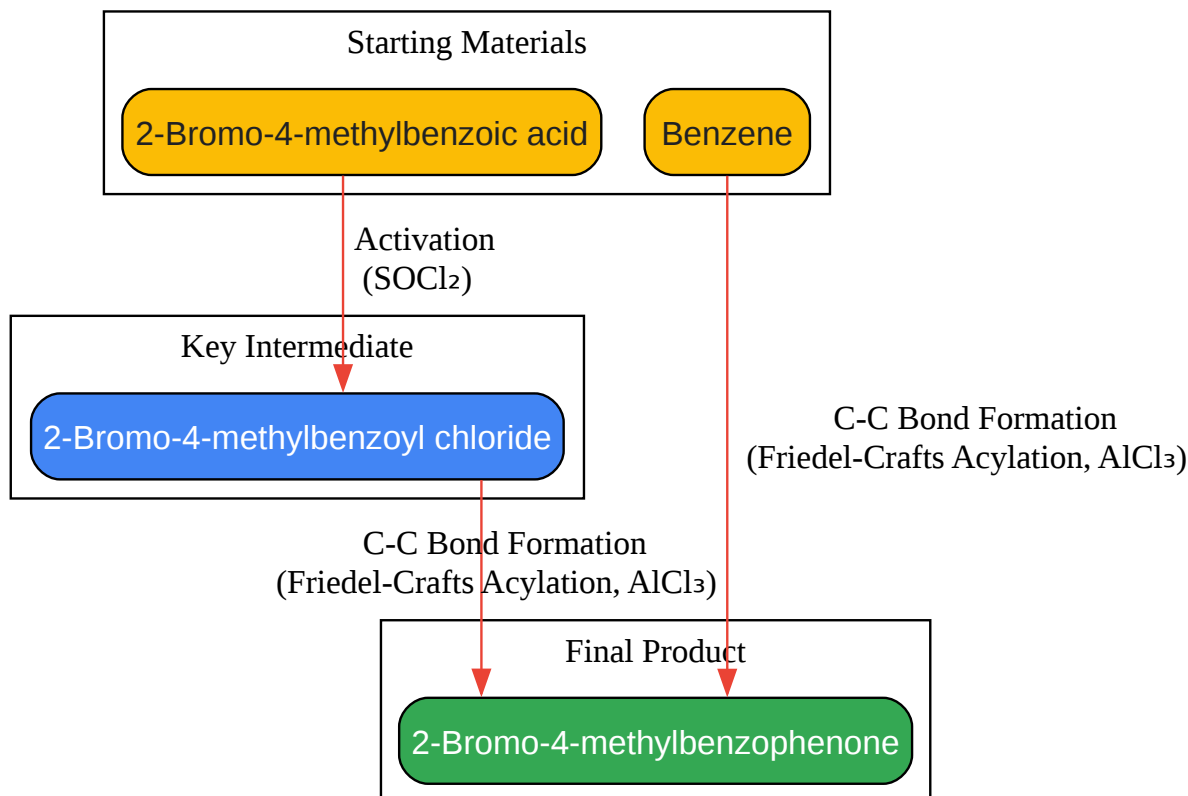 Starting Materials
2-Bromo-4-methylbenzoic acid
Benzene
Activation
(SOCl₂)
Key Intermediate
2-Bromo-4-methylbenzoyl chloride
C-C Bond Formation
(Friedel-Crafts Acylation, AlCl₃)
C-C Bond Formation
(Friedel-Crafts Acylation, AlCl₃)
Final Product
2-Bromo-4-methylbenzophenone